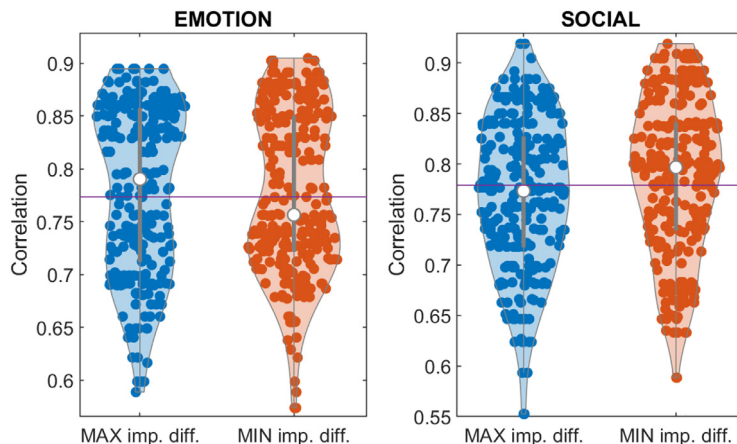 EMOTION
Correlation
0.9
0.85
0.8
0.75
0.7
0.65
0.6
MAX imp. diff.
MIN imp. diff.
SOCIAL
Correlation
0.9
0.85
0.8
0.75
0.7
0.65
0.6
0.55
MAX imp. diff.
MIN imp. diff.